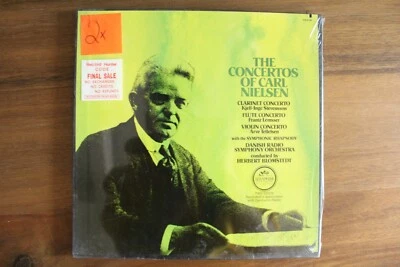 2x
FINAL SALE
THE
CONCERTOS
OF CARL
NIELSEN
CLARINET CONCERTO
Kjell-Inge Stevensson
FLUTE CONCERTO
Franz Lemsser
VIOLIN CONCERTO
Arve Tellefsen
with the SYMPHONIC RHAPSODY
DANISH RADIO
SYMPHONY ORCHESTRA
conducted by
HERBERT BLOMSTEDT